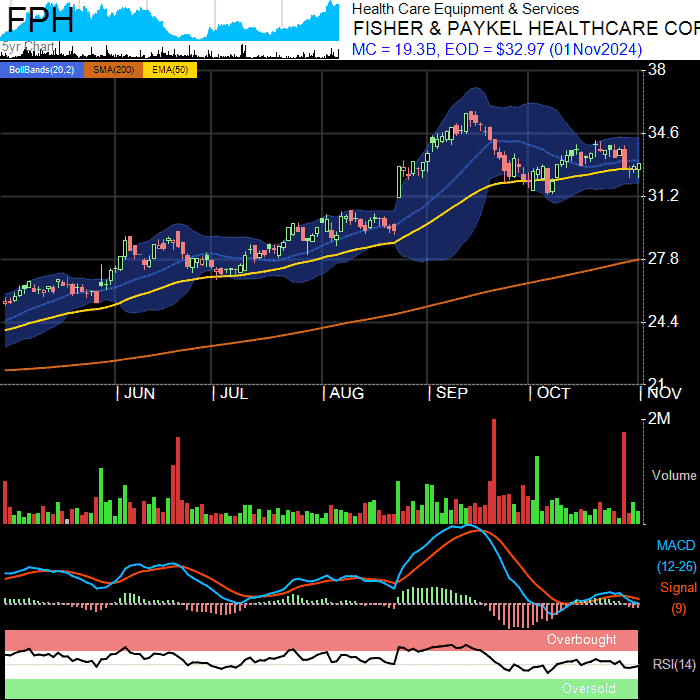 FPH
5yr Chart
Health Care Equipment & Services
FISHER & PAYKEL HEALTHCARE COR
MC = 19.3B, EOD = $32.97 (01Nov2024)
BollBands(20,2) SMA(200) EMA(50)
38
34.6
31.2
27.8
24.4
21
JUN JUL AUG SEP OCT NOV
2M
Volume
MACD
(12-26)
Signal
(9)
Overbought
RSI(14)
Oversold